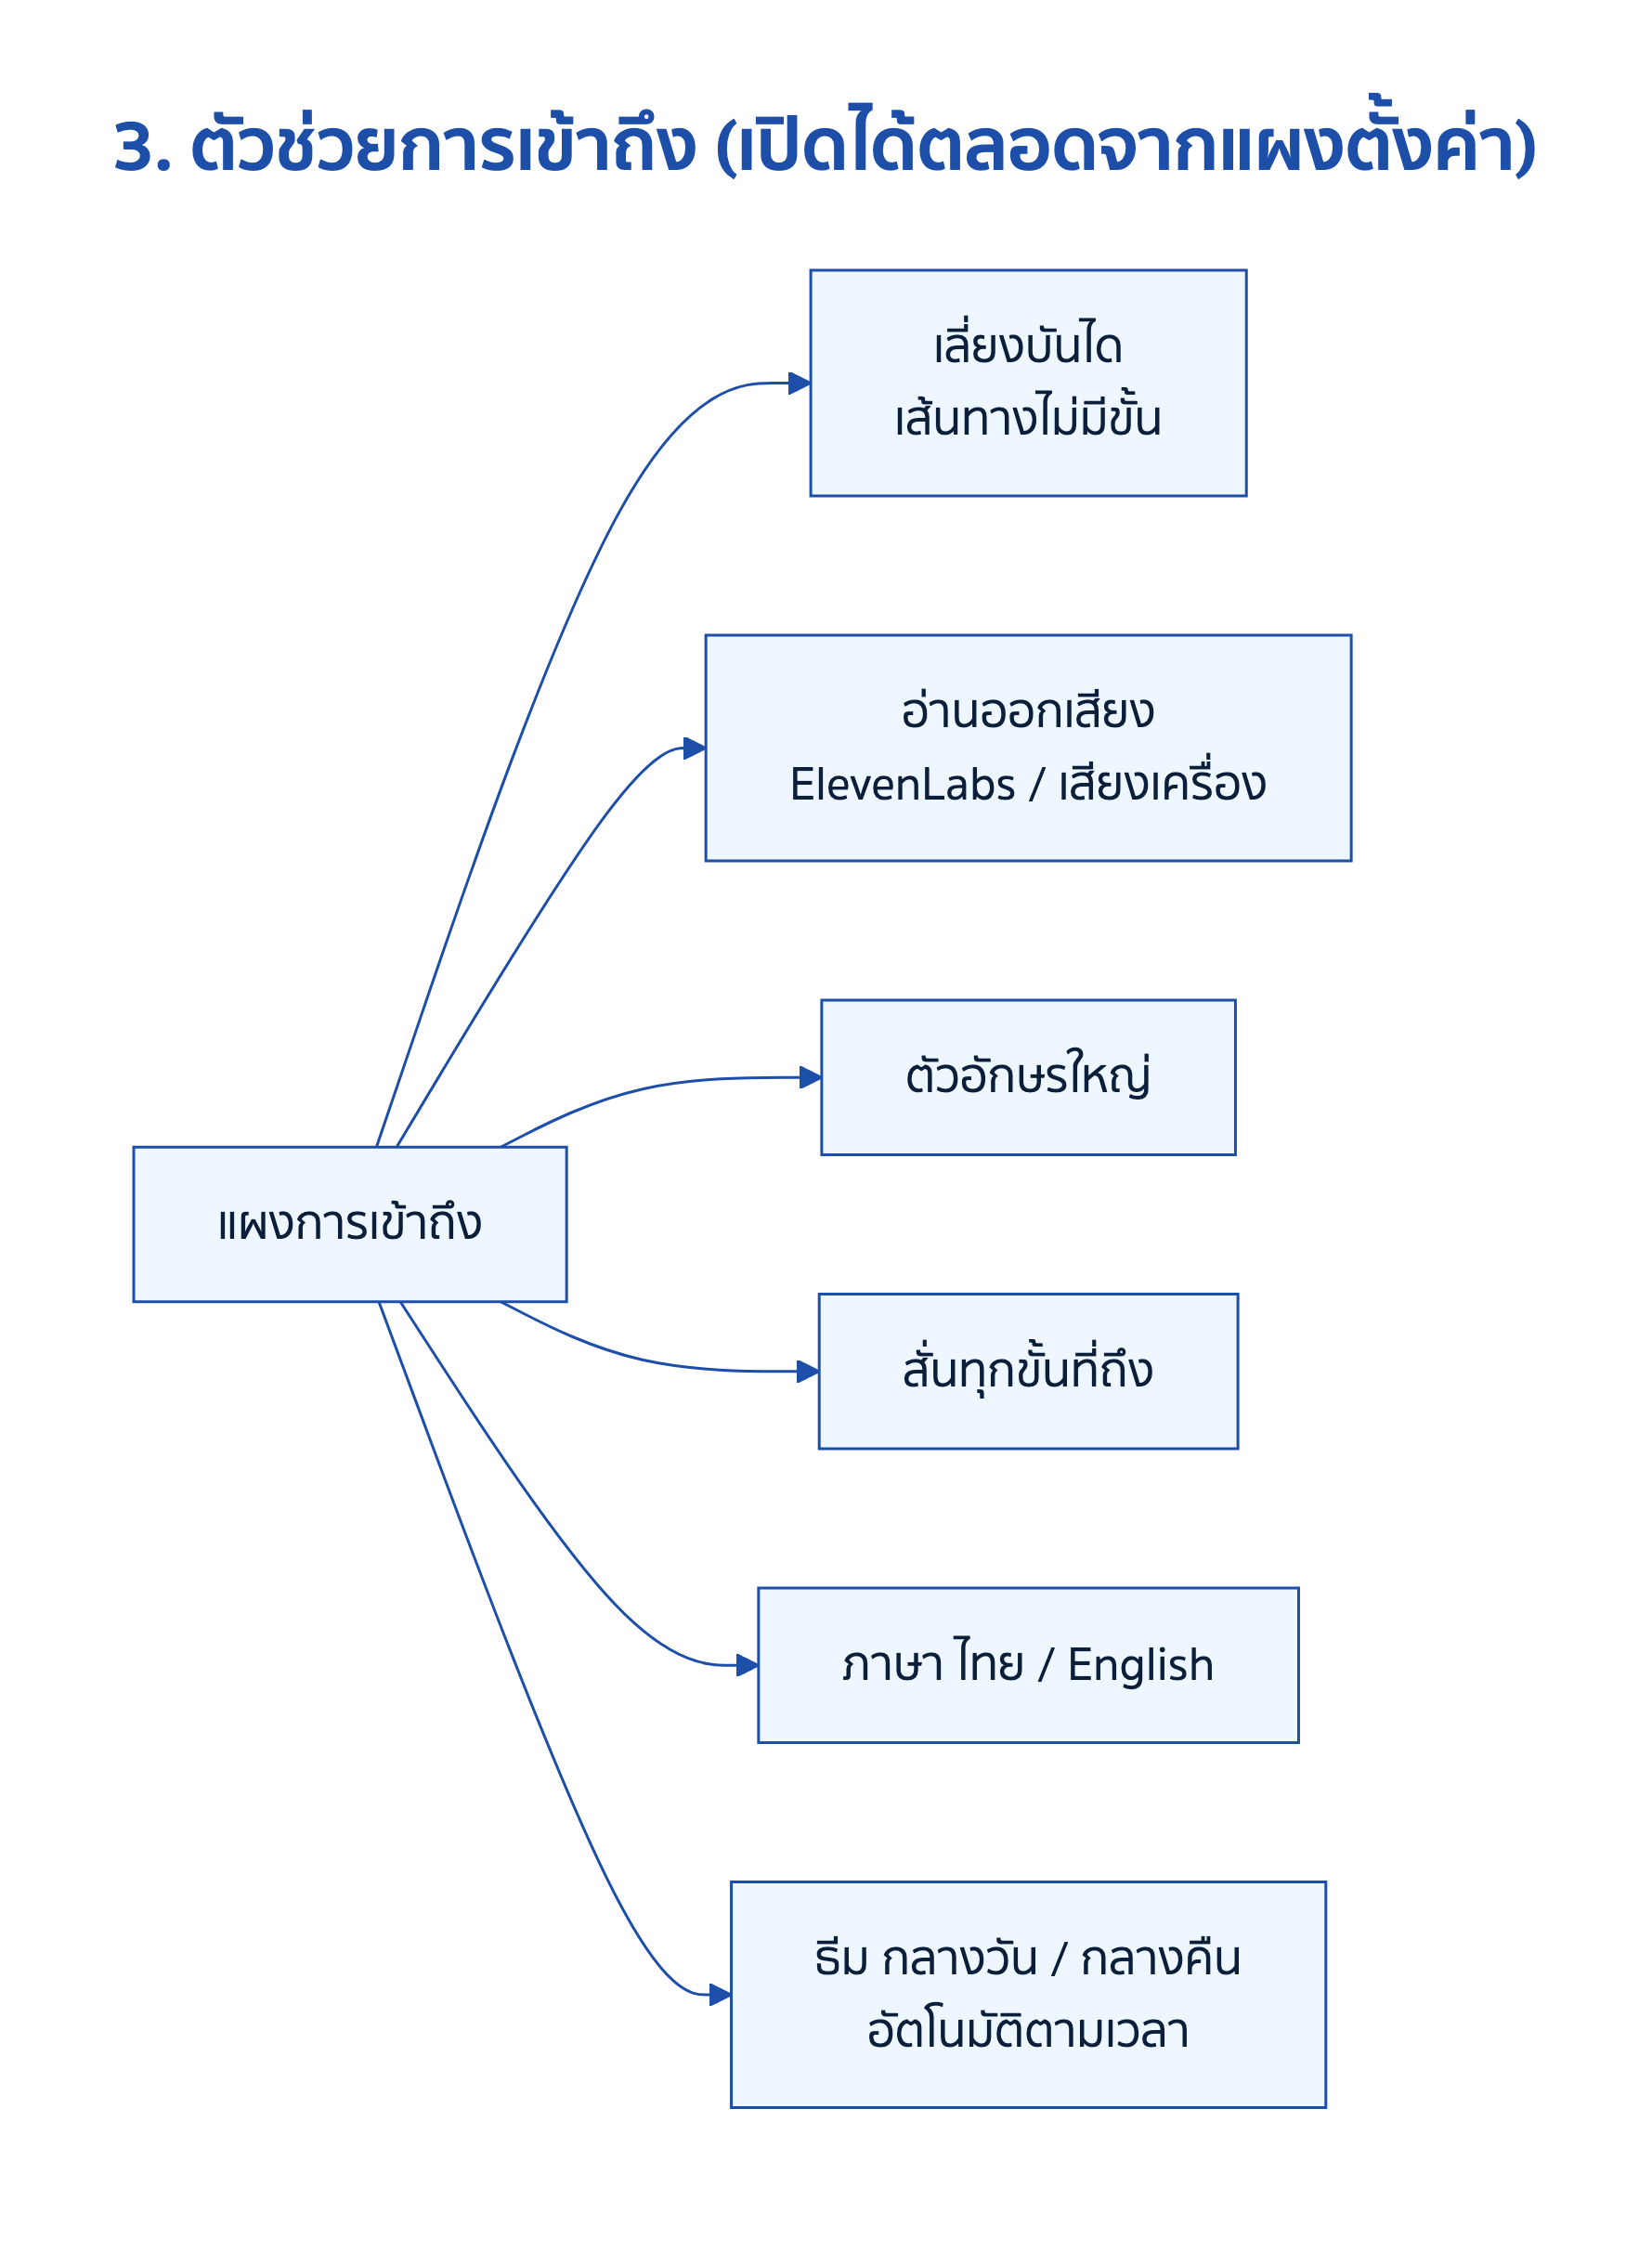 3. ตัวช่วยการเข้าถึง (เปิดได้ตลอดจากแผงตั้งค่า)
เลี่ยงบันได
เส้นทางไม่มีขั้น
อ่านออกเสียง
ElevenLabs / เสียงเครื่อง
ตัวอักษรใหญ่
แผงการเข้าถึง
สั่นทุกขั้นที่ถึง
ภาษา ไทย / English
ธีม กลางวัน / กลางคืน
อัตโนมัติตามเวลา